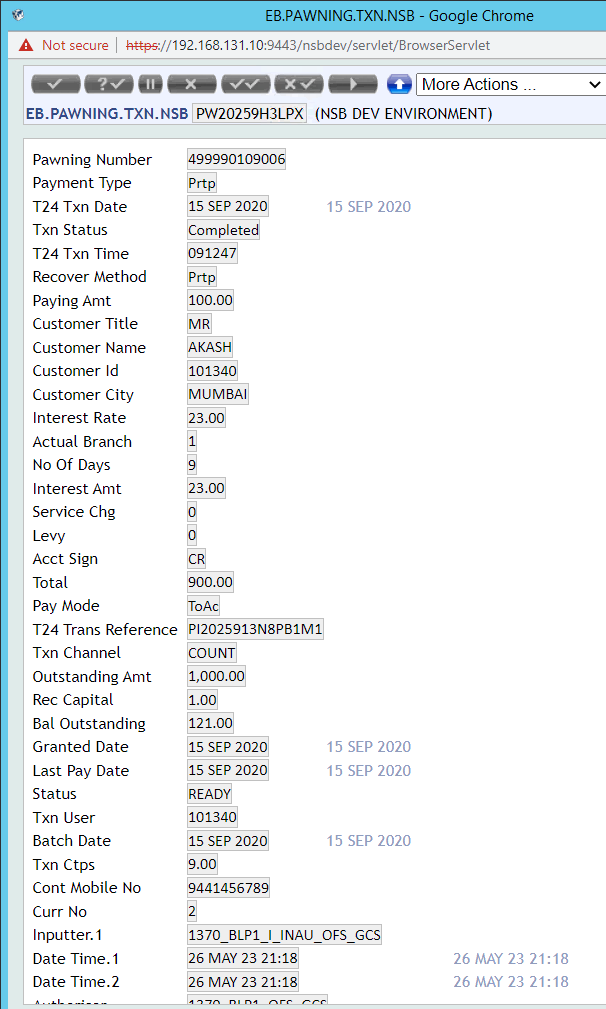 EB.PAWNING.TXN.NSB - Google Chrome
Not secure | https://192.168.131.10:9443/nsbdev/servlet/BrowserServlet
More Actions ...
EB.PAWNING.TXN.NSB PW20259H3LPX (NSB DEV ENVIRONMENT)
Pawning Number 499990109006
Payment Type Prtp
T24 Txn Date 15 SEP 2020 15 SEP 2020
Txn Status Completed
T24 Txn Time 091247
Recover Method Prtp
Paying Amt 100.00
Customer Title MR
Customer Name AKASH
Customer Id 101340
Customer City MUMBAI
Interest Rate 23.00
Actual Branch 1
No Of Days 9
Interest Amt 23.00
Service Chg 0
Levy 0
Acct Sign CR
Total 900.00
Pay Mode ToAc
T24 Trans Reference PI2025913N8PB1M1
Txn Channel COUNT
Outstanding Amt 1,000.00
Rec Capital 1.00
Bal Outstanding 121.00
Granted Date 15 SEP 2020 15 SEP 2020
Last Pay Date 15 SEP 2020 15 SEP 2020
Status READY
Txn User 101340
Batch Date 15 SEP 2020 15 SEP 2020
Txn Ctps 9.00
Cont Mobile No 9441456789
Curr No 2
Inputter.1 1370_BLP1_I_INAU_OFS_GCS
Date Time.1 26 MAY 23 21:18 26 MAY 23 21:18
Date Time.2 26 MAY 23 21:18 26 MAY 23 21:18
Authoriser 1370_BLP1_OFS_GCS